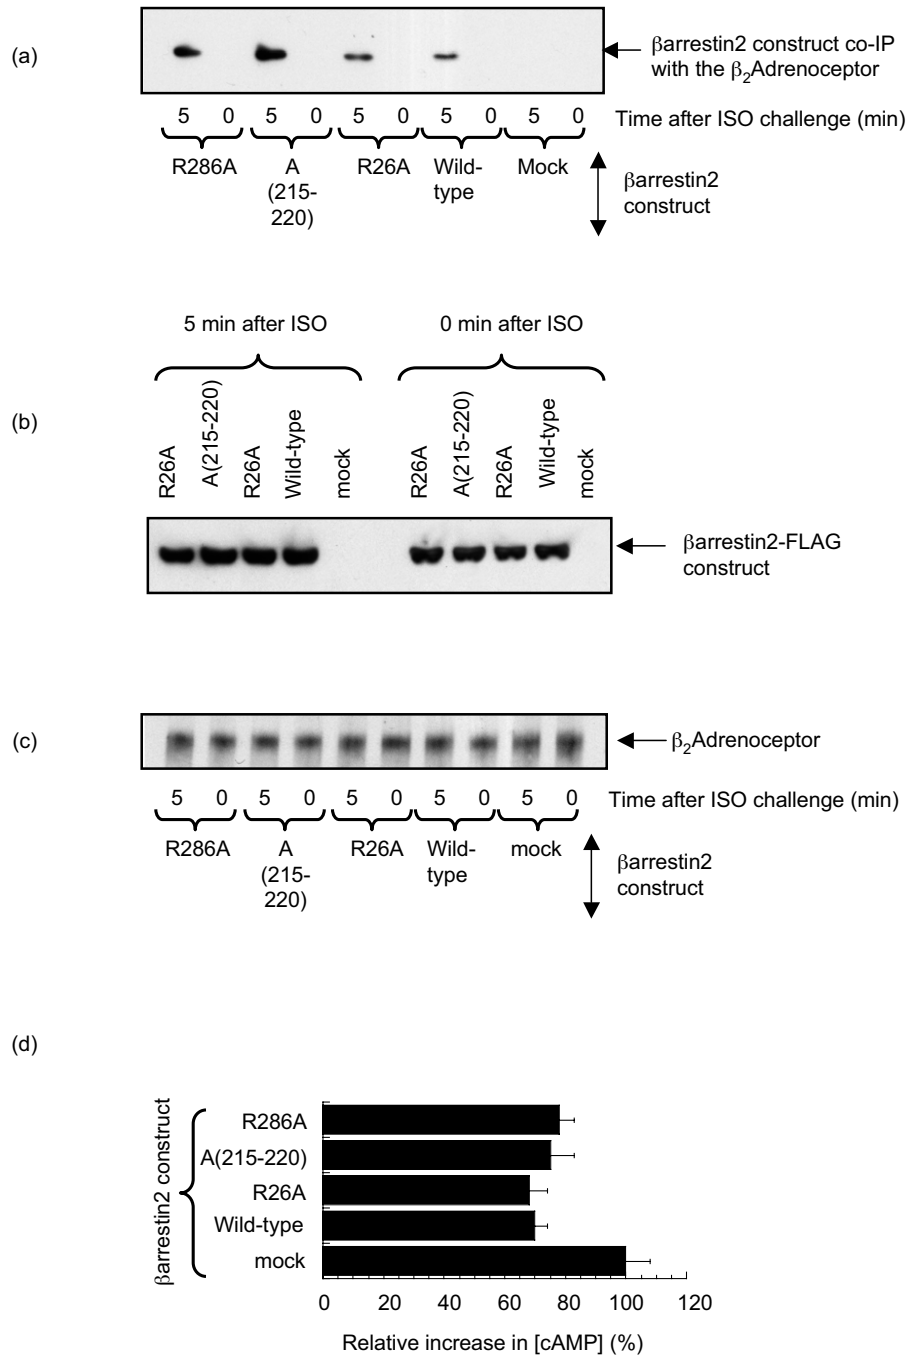 (a)
βarrestin2 construct co-IP
with the β2Adrenoceptor
5 0 5 0 5 0 5 0 5 0 Time after ISO challenge (min)
R286A A (215-220) R26A Wild-type Mock
βarrestin2
construct
5 min after ISO 0 min after ISO
(b)
R26A A(215-220) R26A Wild-type mock R26A A(215-220) R26A Wild-type mock
βarrestin2-FLAG
construct
(c)
β2Adrenoceptor
5 0 5 0 5 0 5 0 5 0 Time after ISO challenge (min)
R286A A (215-220) R26A Wild-type mock
βarrestin2
construct
(d)
βarrestin2 construct
R286A
A(215-220)
R26A
Wild-type
mock
0 20 40 60 80 100 120
Relative increase in [cAMP] (%)